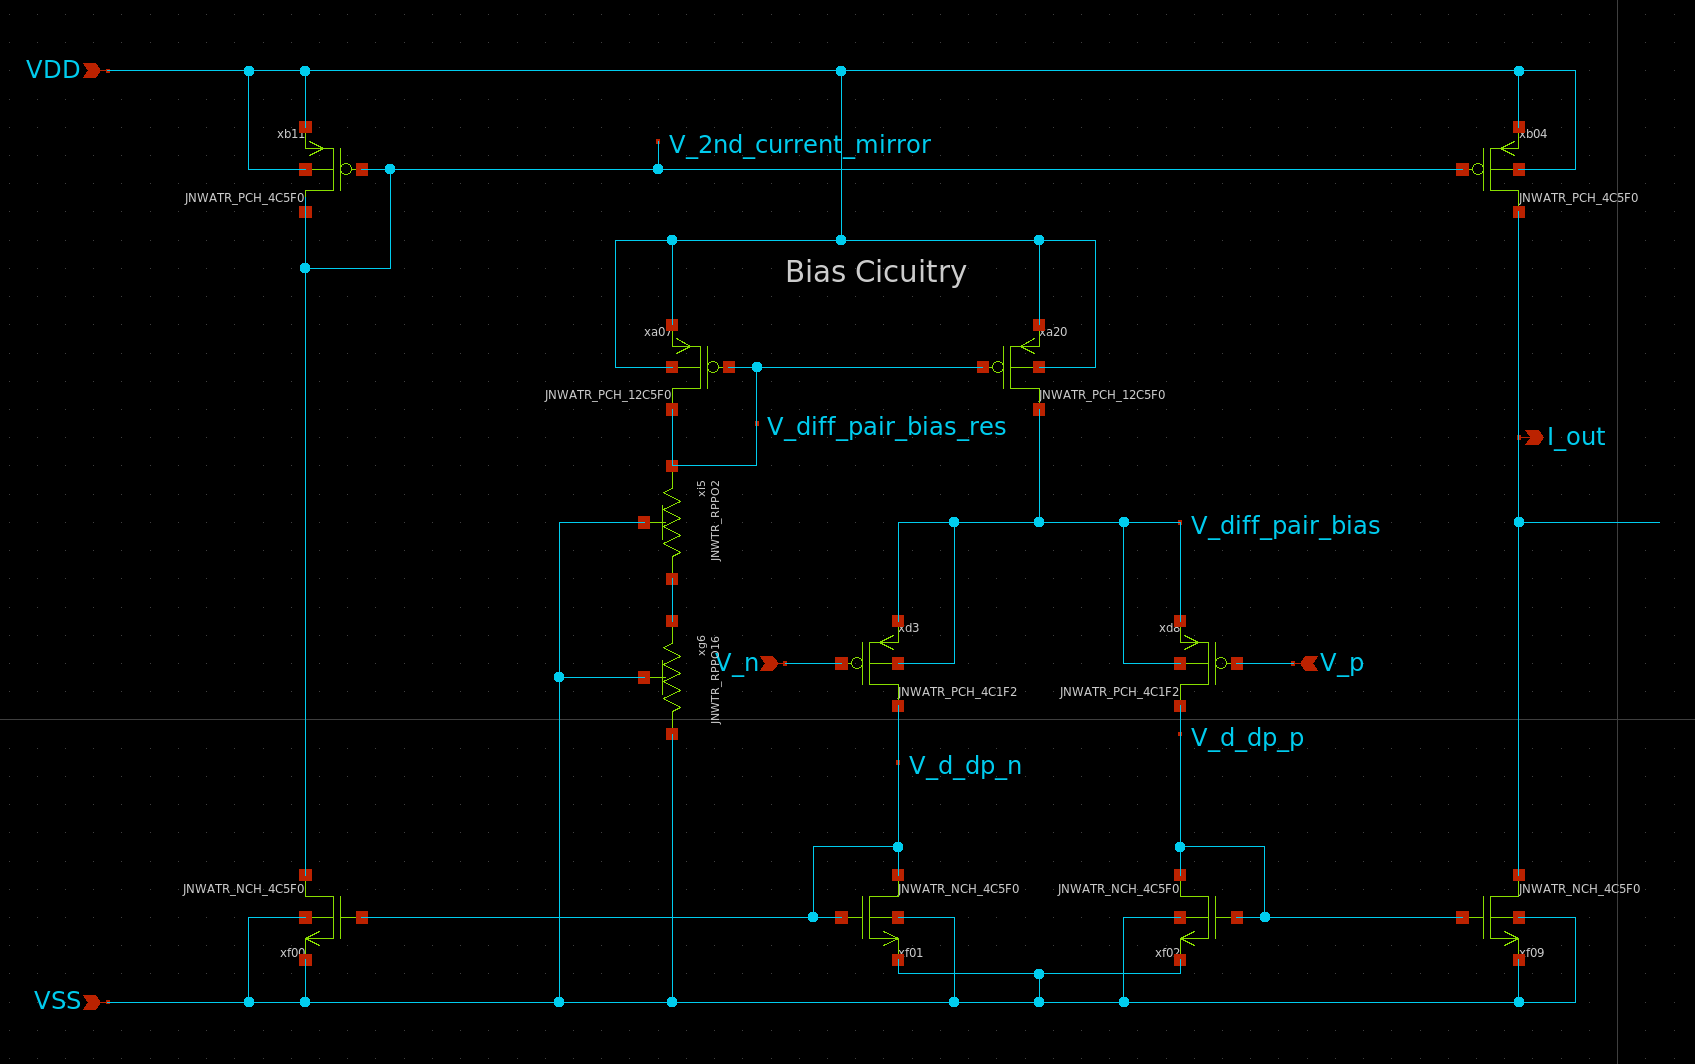 VDD
xb11
xb04
V_2nd_current_mirror
JNWATR_PCH_4C5F0
JNWATR_PCH_4C5F0
Bias Cicuitry
xa07
xa20
JNWATR_PCH_12C5F0
JNWATR_PCH_12C5F0
V_diff_pair_bias_res
I_out
xi5
JNWTR_RPPO2
V_diff_pair_bias
xd3
xd8
xg6
JNWTR_RPPO16
V_n
V_p
JNWATR_PCH_4C1F2
JNWATR_PCH_4C1F2
V_d_dp_p
V_d_dp_n
JNWATR_NCH_4C5F0
JNWATR_NCH_4C5F0
JNWATR_NCH_4C5F0
JNWATR_NCH_4C5F0
xf00
xf01
xf02
xf09
VSS